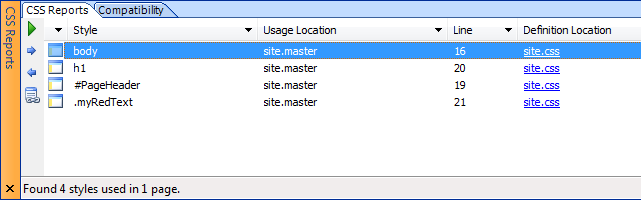 CSS Reports
CSS Reports Compatibility
Style Usage Location Line Definition Location
body site.master 16 site.css
h1 site.master 20 site.css
#PageHeader site.master 19 site.css
.myRedText site.master 21 site.css
Found 4 styles used in 1 page.